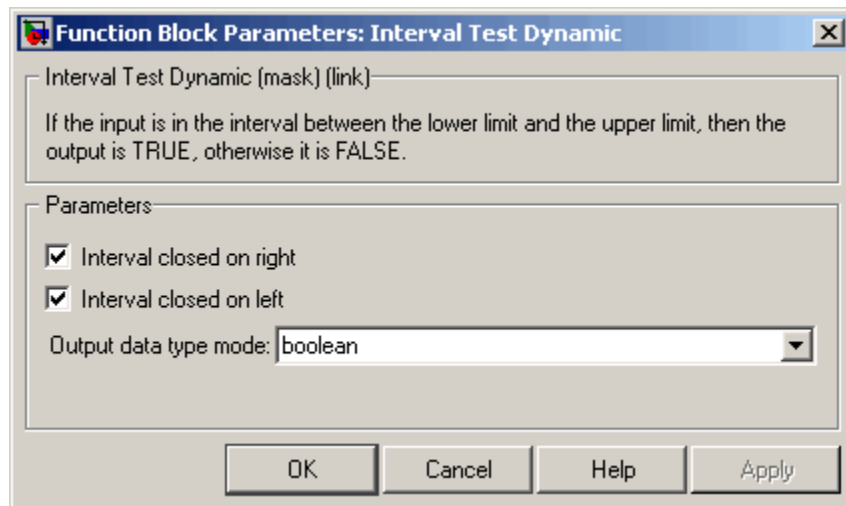 Function Block Parameters: Interval Test Dynamic
Interval Test Dynamic (mask) (link)
If the input is in the interval between the lower limit and the upper limit, then the
output is TRUE, otherwise it is FALSE.
Parameters
Interval closed on right
Interval closed on left
Output data type mode: boolean
OK Cancel Help Apply